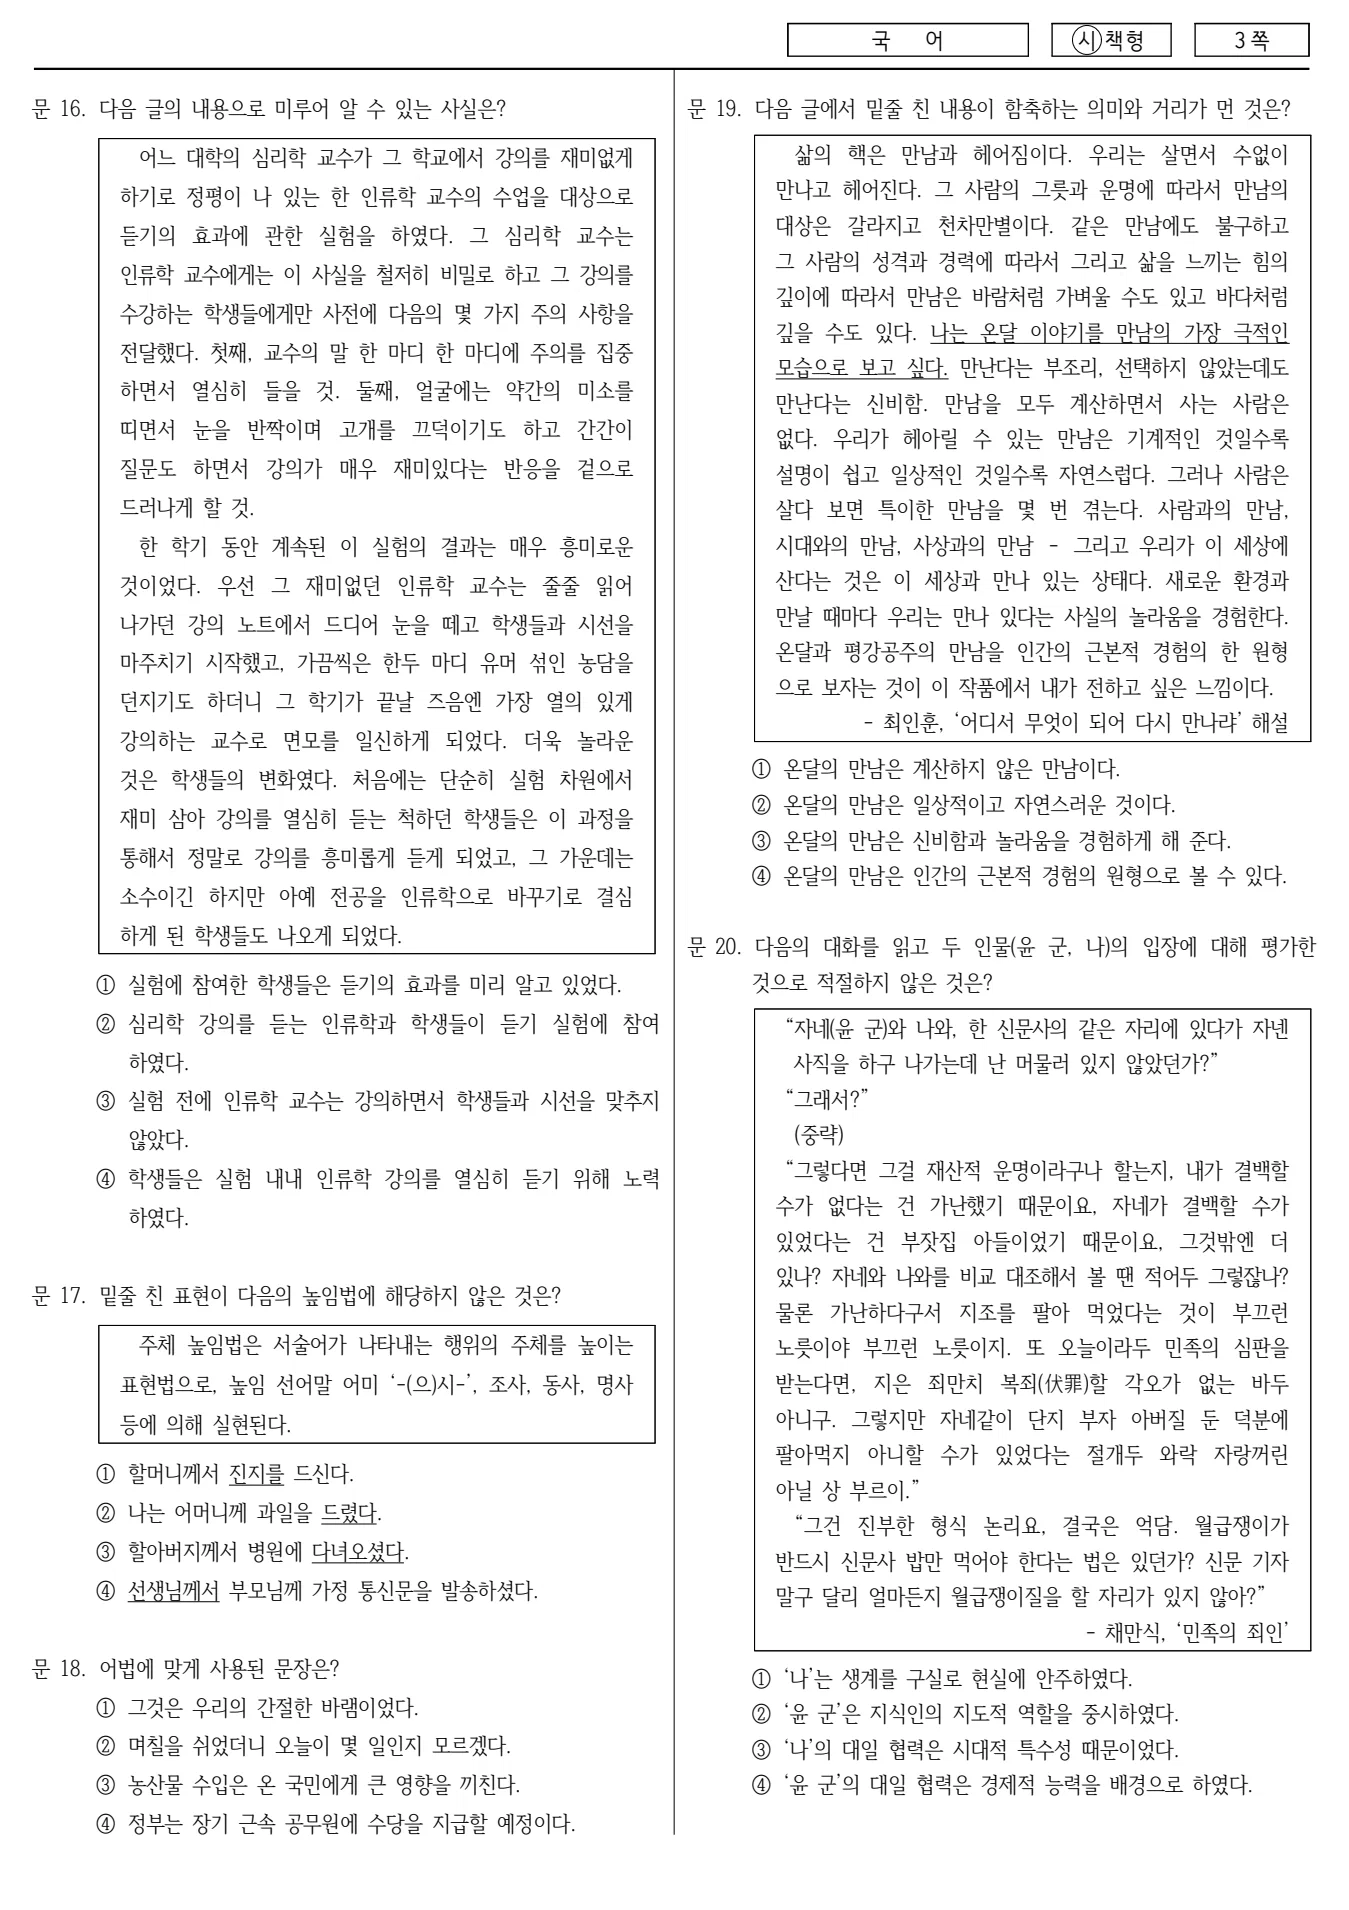 국 어
시책형
3쪽
문 16. 다음 글의 내용으로 미루어 알 수 있는 사실은?
어느 대학의 심리학 교수가 그 학교에서 강의를 재미없게
하기로 정평이 나 있는 한 인류학 교수의 수업을 대상으로
듣기의 효과에 관한 실험을 하였다. 그 심리학 교수는
인류학 교수에게는 이 사실을 철저히 비밀로 하고 그 강의를
수강하는 학생들에게만 사전에 다음의 몇 가지 주의 사항을
전달했다. 첫째, 교수의 말 한 마디 한 마디에 주의를 집중
하면서 열심히 들을 것. 둘째, 얼굴에는 약간의 미소를
띠면서 눈을 반짝이며 고개를 끄덕이기도 하고 간간이
질문도 하면서 강의가 매우 재미있다는 반응을 겉으로
드러나게 할 것.
한 학기 동안 계속된 이 실험의 결과는 매우 흥미로운
것이었다. 우선 그 재미없던 인류학 교수는 줄줄 읽어
나가던 강의 노트에서 드디어 눈을 떼고 학생들과 시선을
마주치기 시작했고, 가끔씩은 한두 마디 유머 섞인 농담을
던지기도 하더니 그 학기가 끝날 즈음엔 가장 열의 있게
강의하는 교수로 면모를 일신하게 되었다. 더욱 놀라운
것은 학생들의 변화였다. 처음에는 단순히 실험 차원에서
재미 삼아 강의를 열심히 듣는 척하던 학생들은 이 과정을
통해서 정말로 강의를 흥미롭게 듣게 되었고, 그 가운데는
소수이긴 하지만 아예 전공을 인류학으로 바꾸기로 결심
하게 된 학생들도 나오게 되었다.
① 실험에 참여한 학생들은 듣기의 효과를 미리 알고 있었다.
② 심리학 강의를 듣는 인류학과 학생들이 듣기 실험에 참여
하였다.
③ 실험 전에 인류학 교수는 강의하면서 학생들과 시선을 맞추지
않았다.
④ 학생들은 실험 내내 인류학 강의를 열심히 듣기 위해 노력
하였다.
문 17. 밑줄 친 표현이 다음의 높임법에 해당하지 않은 것은?
주체 높임법은 서술어가 나타내는 행위의 주체를 높이는
표현법으로, 높임 선어말 어미 ‘-(으)시-’, 조사, 동사, 명사
등에 의해 실현된다.
① 할머니께서 진지를 드신다.
② 나는 어머니께 과일을 드렸다.
③ 할아버지께서 병원에 다녀오셨다.
④ 선생님께서 부모님께 가정 통신문을 발송하셨다.
문 18. 어법에 맞게 사용된 문장은?
① 그것은 우리의 간절한 바램이었다.
② 며칠을 쉬었더니 오늘이 몇 일인지 모르겠다.
③ 농산물 수입은 온 국민에게 큰 영향을 끼친다.
④ 정부는 장기 근속 공무원에 수당을 지급할 예정이다.
문 19. 다음 글에서 밑줄 친 내용이 함축하는 의미와 거리가 먼 것은?
삶의 핵은 만남과 헤어짐이다. 우리는 살면서 수없이
만나고 헤어진다. 그 사람의 그릇과 운명에 따라서 만남의
대상은 갈라지고 천차만별이다. 같은 만남에도 불구하고
그 사람의 성격과 경력에 따라서 그리고 삶을 느끼는 힘의
깊이에 따라서 만남은 바람처럼 가벼울 수도 있고 바다처럼
깊을 수도 있다. 나는 온달 이야기를 만남의 가장 극적인
모습으로 보고 싶다. 만난다는 부조리, 선택하지 않았는데도
만난다는 신비함. 만남을 모두 계산하면서 사는 사람은
없다. 우리가 헤아릴 수 있는 만남은 기계적인 것일수록
설명이 쉽고 일상적인 것일수록 자연스럽다. 그러나 사람은
살다 보면 특이한 만남을 몇 번 겪는다. 사람과의 만남,
시대와의 만남, 사상과의 만남 - 그리고 우리가 이 세상에
산다는 것은 이 세상과 만나 있는 상태다. 새로운 환경과
만날 때마다 우리는 만나 있다는 사실의 놀라움을 경험한다.
온달과 평강공주의 만남을 인간의 근본적 경험의 한 원형
으로 보자는 것이 이 작품에서 내가 전하고 싶은 느낌이다.
- 최인훈, ‘어디서 무엇이 되어 다시 만나랴’ 해설
① 온달의 만남은 계산하지 않은 만남이다.
② 온달의 만남은 일상적이고 자연스러운 것이다.
③ 온달의 만남은 신비함과 놀라움을 경험하게 해 준다.
④ 온달의 만남은 인간의 근본적 경험의 원형으로 볼 수 있다.
문 20. 다음의 대화를 읽고 두 인물(윤 군, 나)의 입장에 대해 평가한
것으로 적절하지 않은 것은?
“자네(윤 군)와 나와, 한 신문사의 같은 자리에 있다가 자넨
사직을 하구 나가는데 난 머물러 있지 않았던가?”
“그래서?”
(중략)
“그렇다면 그걸 재산적 운명이라구나 할는지, 내가 결백할
수가 없다는 건 가난했기 때문이요, 자네가 결백할 수가
있었다는 건 부잣집 아들이었기 때문이요, 그것밖엔 더
있나? 자네와 나와를 비교 대조해서 볼 땐 적어두 그렇잖나?
물론 가난하다구서 지조를 팔아 먹었다는 것이 부끄런
노릇이야 부끄런 노릇이지. 또 오늘이라두 민족의 심판을
받는다면, 지은 죄만치 복죄(伏罪)할 각오가 없는 바두
아니구. 그렇지만 자네같이 단지 부자 아버질 둔 덕분에
팔아먹지 아니할 수가 있었다는 절개두 와락 자랑꺼린
아닐 상 부르이.”
“그건 진부한 형식 논리요, 결국은 억담. 월급쟁이가
반드시 신문사 밥만 먹어야 한다는 법은 있던가? 신문 기자
말구 달리 얼마든지 월급쟁이질을 할 자리가 있지 않아?”
- 채만식, ‘민족의 죄인’
① ‘나’는 생계를 구실로 현실에 안주하였다.
② ‘윤 군’은 지식인의 지도적 역할을 중시하였다.
③ ‘나’의 대일 협력은 시대적 특수성 때문이었다.
④ ‘윤 군’의 대일 협력은 경제적 능력을 배경으로 하였다.